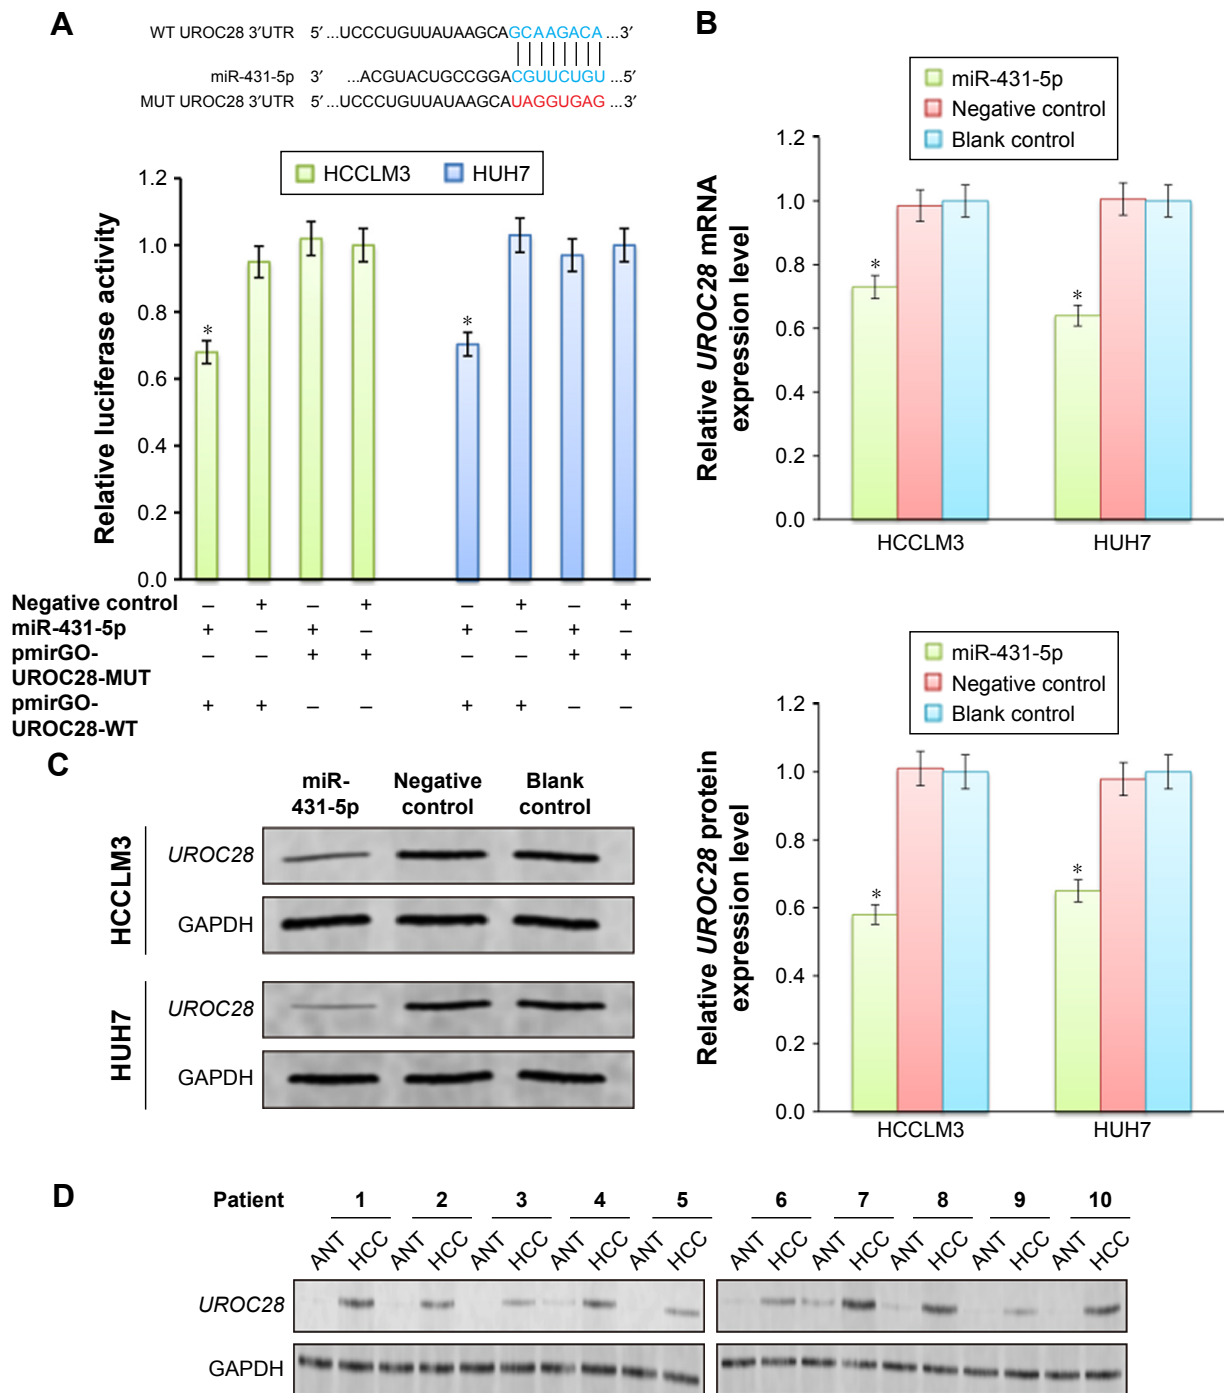 A
WT UROC28 3′UTR 5′ ...UCCCUGUUAUAAGCAGCAAGACA ...3′
miR-431-5p 3′ ...ACGUACUGCCGGACGUUCUGU ...5′
MUT UROC28 3′UTR 5′ ...UCCCUGUUAUAAGCAUAGGUGAG ...3′
HCCLM3 HUH7
Relative luciferase activity
1.2
1.0
0.8
0.6
0.4
0.2
0.0
* *
Negative control – + – + – + – +
miR-431-5p + – + – + – + –
pmirGO- – – + + – – + +
UROC28-MUT
pmirGO- + + – – + + – –
UROC28-WT
B
miR-431-5p
Negative control
Blank control
Relative UROC28 mRNA
expression level
1.2
1.0
0.8
0.6
0.4
0.2
0.0
* *
HCCLM3 HUH7
miR-431-5p
Negative control
Blank control
Relative UROC28 protein
expression level
1.2
1.0
0.8
0.6
0.4
0.2
0.0
* *
HCCLM3 HUH7
C
miR- Negative Blank
431-5p control control
HCCLM3
UROC28
GAPDH
HUH7
UROC28
GAPDH
D
Patient 1 2 3 4 5 6 7 8 9 10
ANT HCC ANT HCC ANT HCC ANT HCC ANT HCC ANT HCC ANT HCC ANT HCC ANT HCC ANT HCC
UROC28
GAPDH